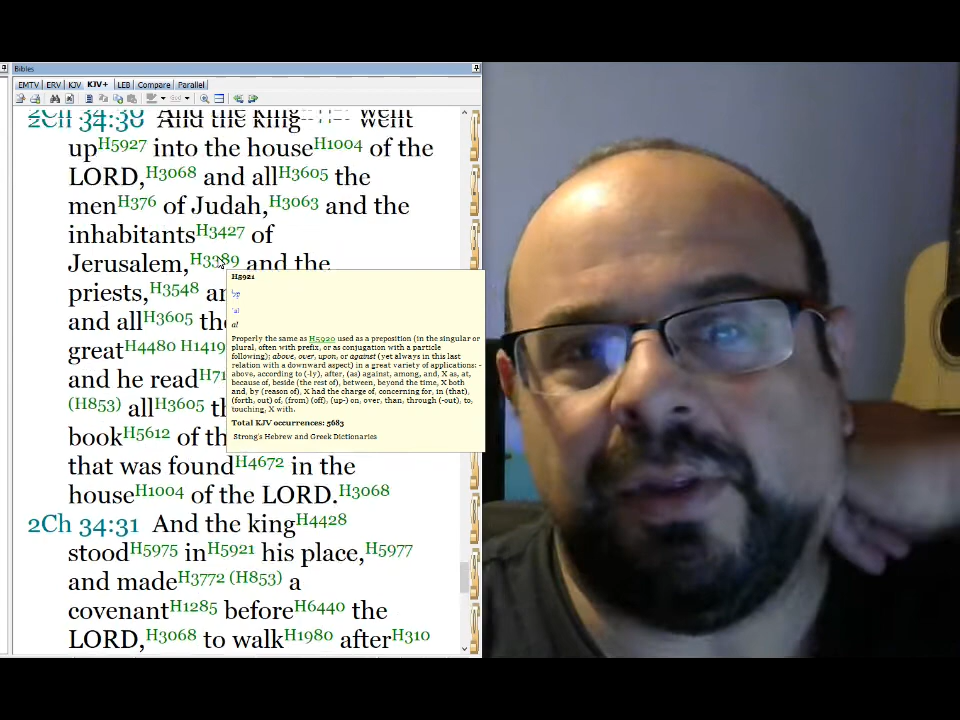 Bibles
EMTV ERV KJV KJV+ LEB Compare Parallel
2Ch 34:30 And the king went
upH5927 into the houseH1004 of the
LORD,H3068 and allH3605 the
menH376 of Judah,H3063 and the
inhabitantsH3427 of
Jerusalem,H3389 and the
priests,H3548
and allH3605
greatH4480 H1419
and he read
(H853) allH3605
bookH5612 of
that was foundH4672 in the
houseH1004 of the LORD.H3068
2Ch 34:31 And the kingH4428
stoodH5975 inH5921 his place,H5977
and madeH3772 (H853) a
covenantH1285 beforeH6440 the
LORD,H3068 to walkH1980 afterH310
H5921
על
‛al
al
Properly the same as H5920 used as a preposition (in the singular or
plural, often with prefix, or as conjugation with a particle
following); above, over, upon, or against (yet always in this last
relation with a downward aspect) in a great variety of applications: -
above, according to (-ly), after, (as) against, among, and, X as, at,
because of, beside (the rest of), between, beyond the time, X both
and, by (reason of), X had the charge of, concerning for, in (that),
(forth, out) of, (from) (off), (up-) on, over, than, through (-out), to,
touching, X with.
Total KJV occurrences: 5683
Strong's Hebrew and Greek Dictionaries